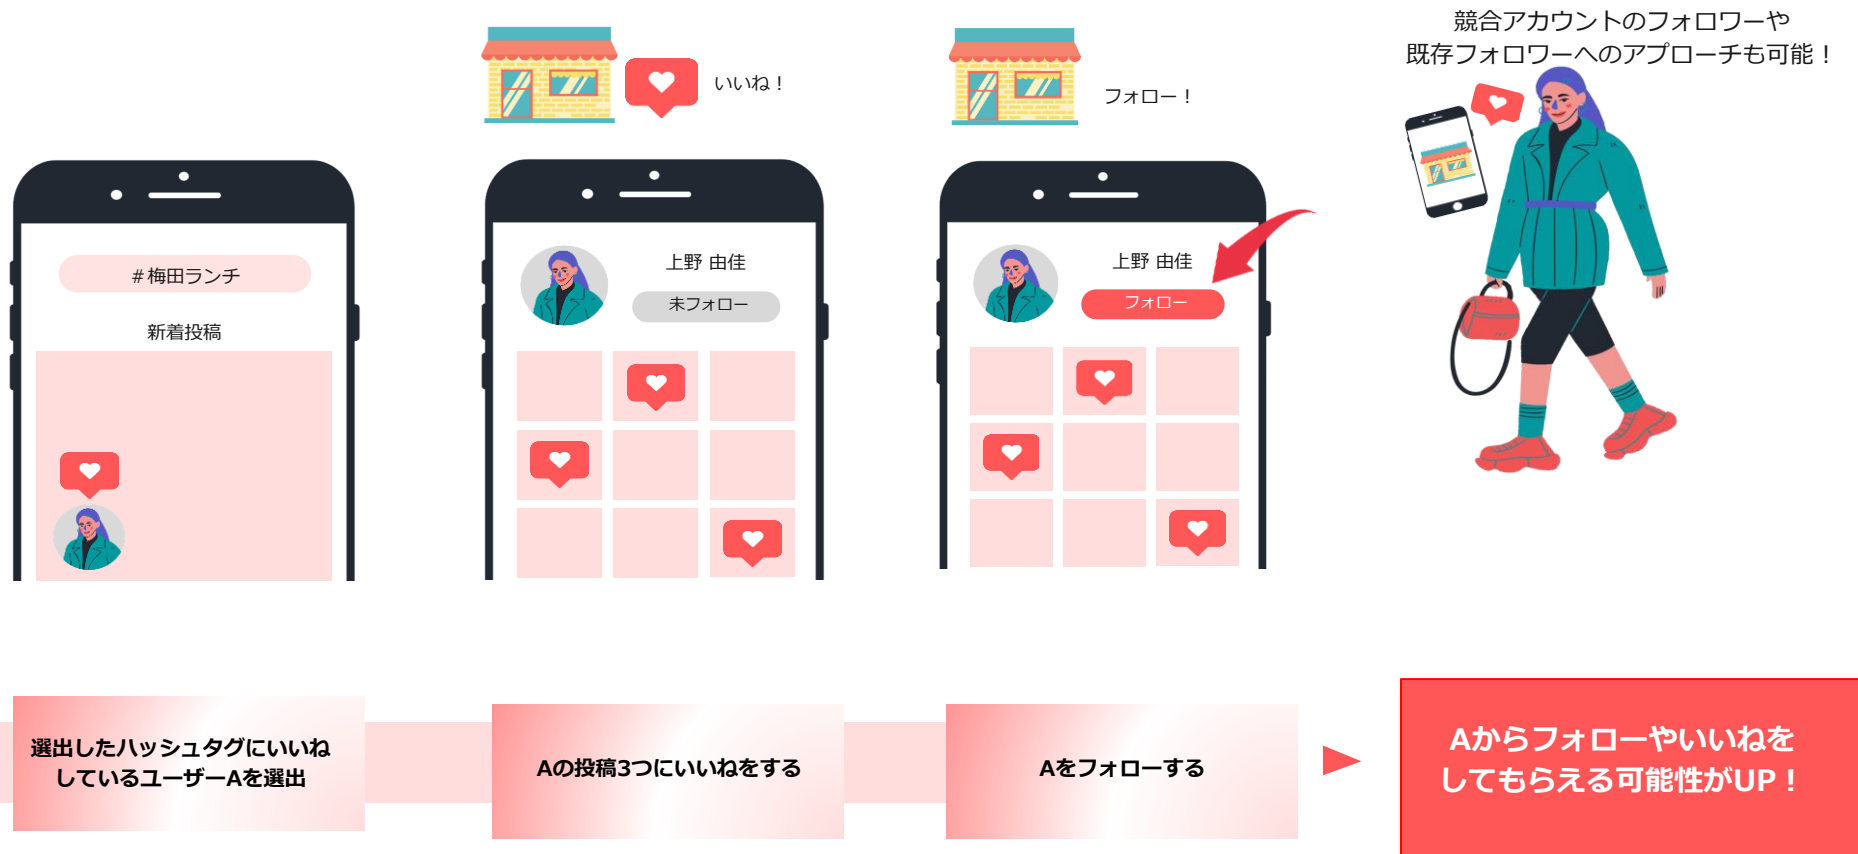 いいね！
フォロー！
競合アカウントのフォロワーや
既存フォロワーへのアプローチも可能！
＃梅田ランチ
新着投稿
上野 由佳
未フォロー
上野 由佳
フォロー
選出したハッシュタグにいいね
しているユーザーAを選出
Aの投稿3つにいいねをする
Aをフォローする
Aからフォローやいいねを
してもらえる可能性がUP！